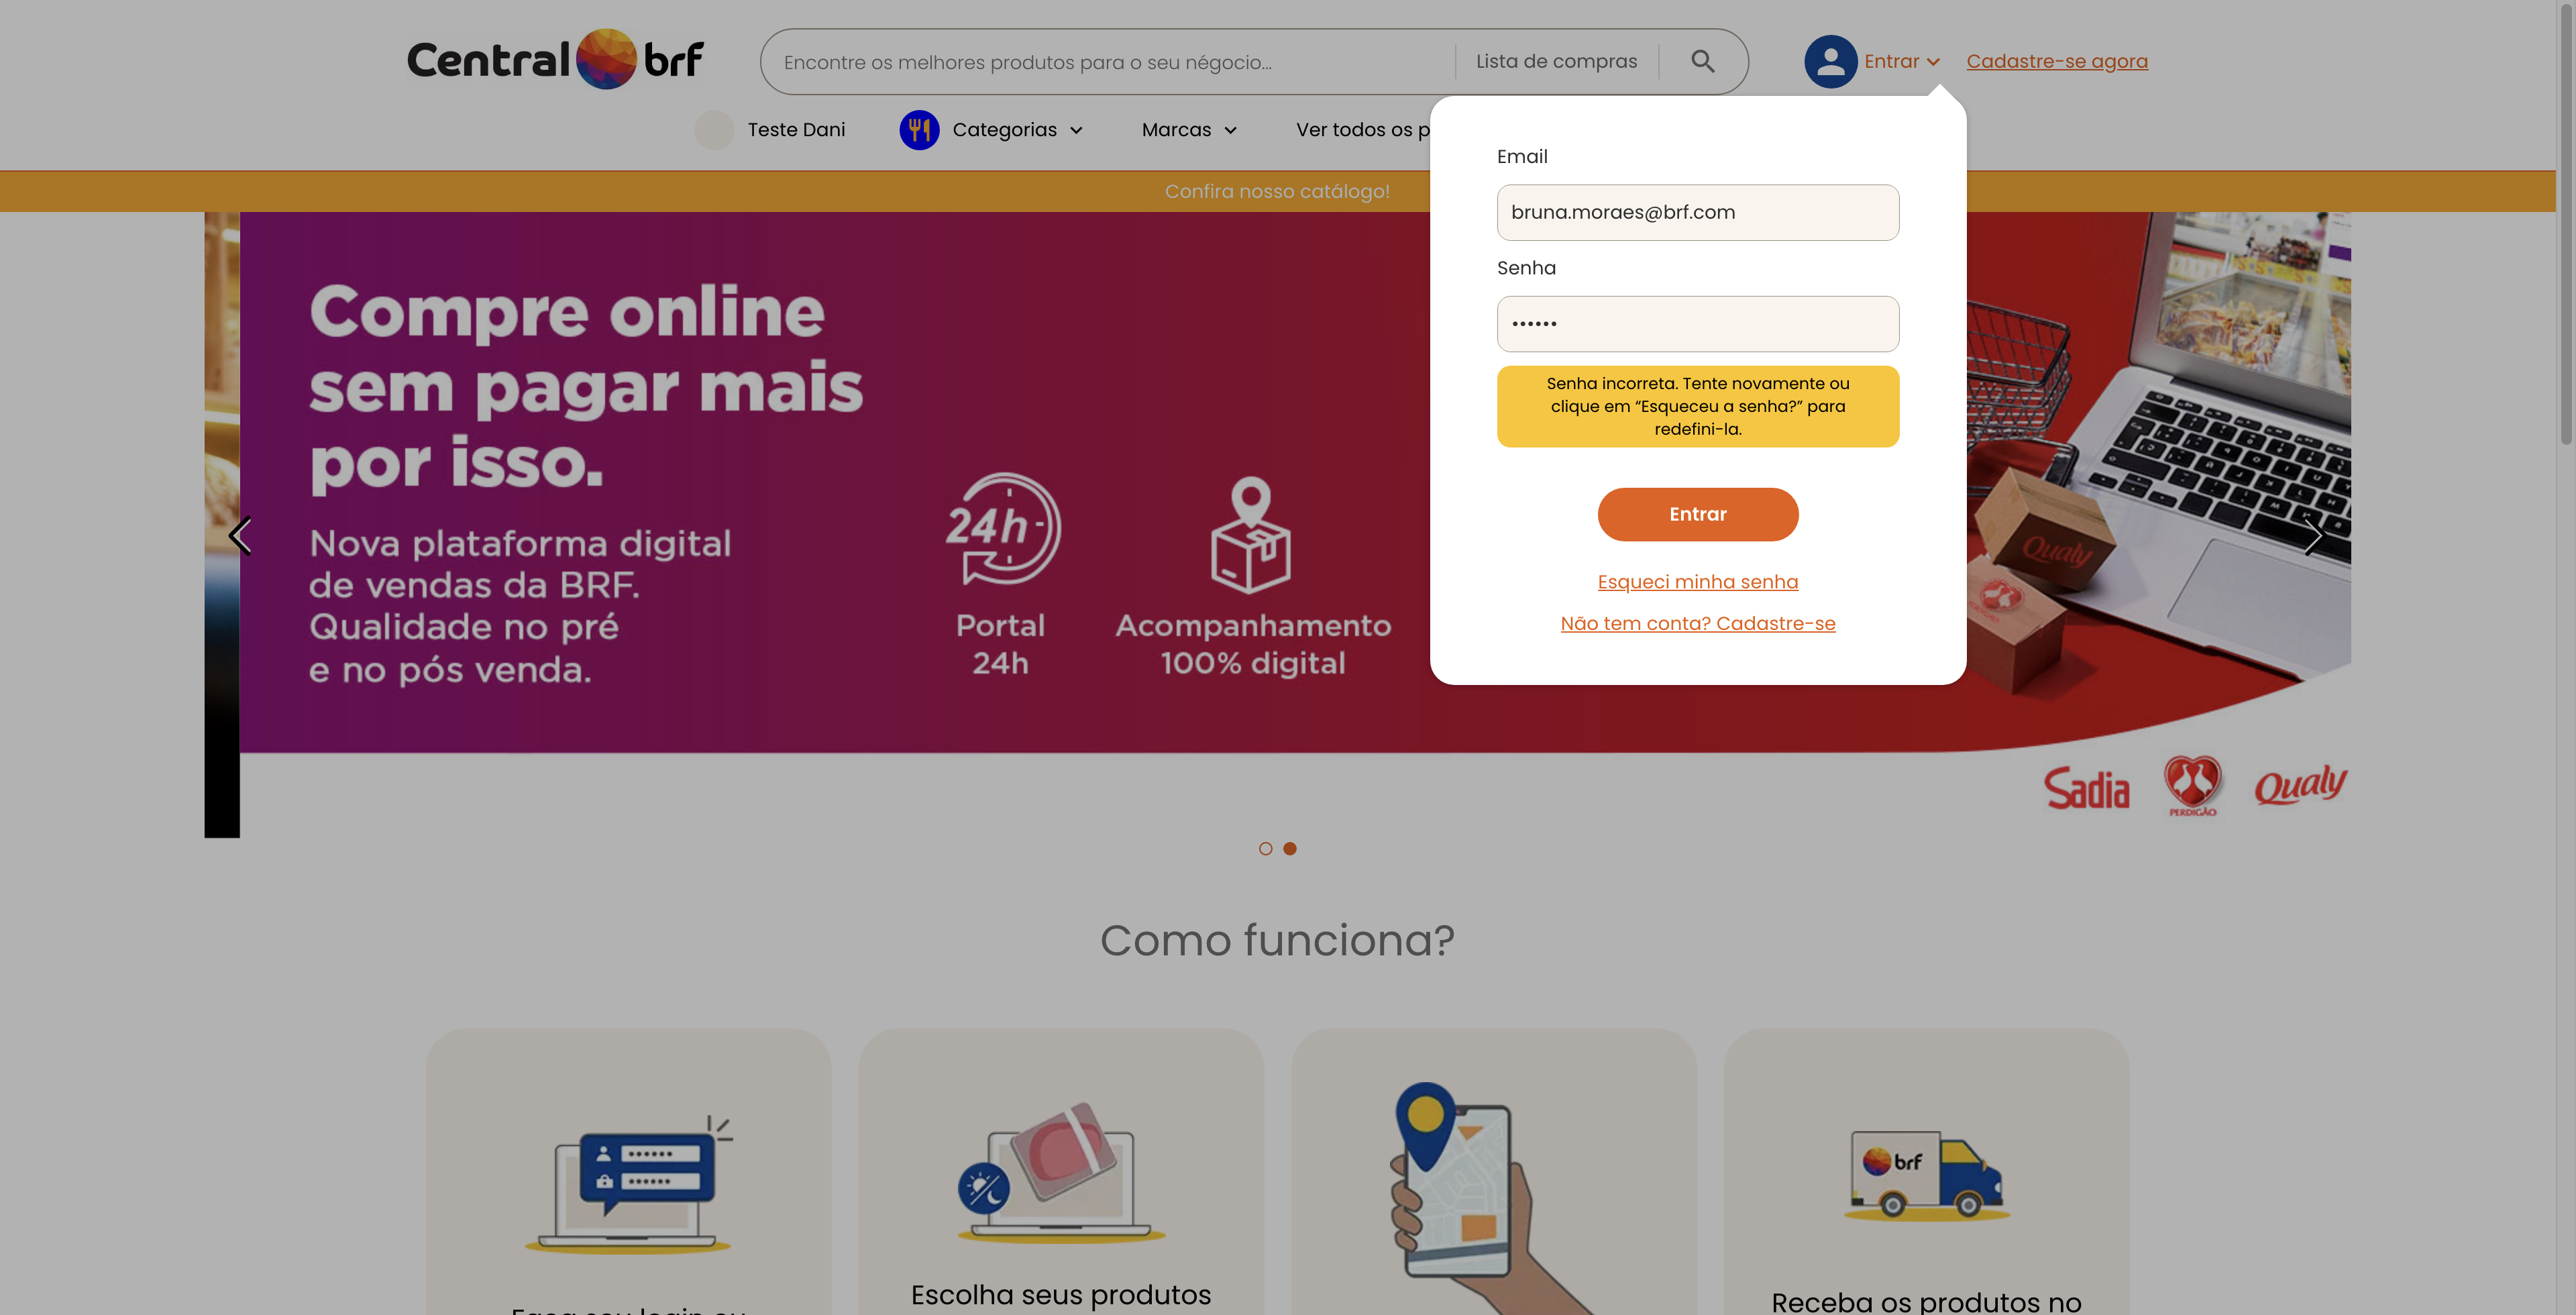 Central brf
Encontre os melhores produtos para o seu négocio...
Lista de compras
Entrar
Cadastre-se agora
Teste Dani
Categorias
Marcas
Ver todos os p
Confira nosso catálogo!
Email
bruna.moraes@brf.com
Senha
••••••
Senha incorreta. Tente novamente ou
clique em “Esqueceu a senha?” para
redefini-la.
Entrar
Esqueci minha senha
Não tem conta? Cadastre-se
Compre online
sem pagar mais
por isso.
Nova plataforma digital
de vendas da BRF.
Qualidade no pré
e no pós venda.
24h
Portal
24h
Acompanhamento
100% digital
Qualy
Sadia
PERDIGÃO
Qualy
Como funciona?
brf
Escolha seus produtos
Receba os produtos no